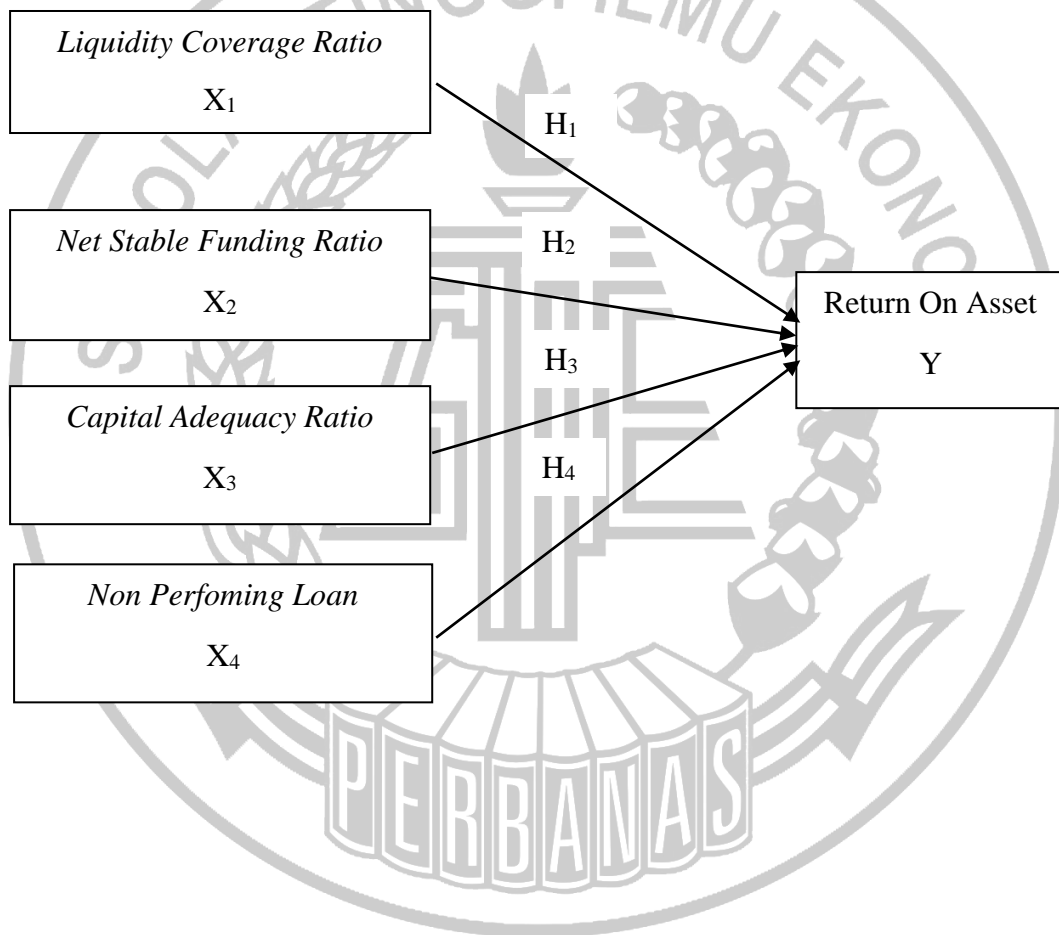 Liquidity Coverage Ratio
X1
H1
Net Stable Funding Ratio
X2
H2
Return On Asset
Y
H3
Capital Adequacy Ratio
X3
H4
Non Perfoming Loan
X4
PERBANAS